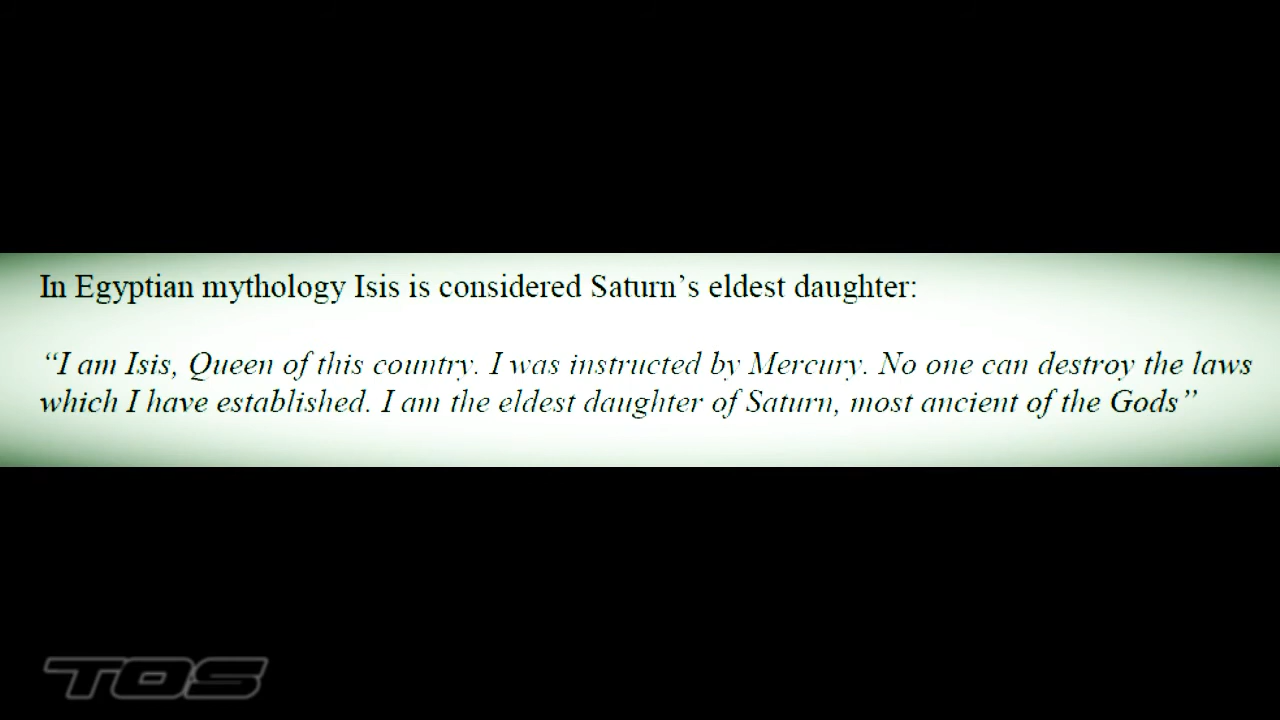 In Egyptian mythology Isis is considered Saturn’s eldest daughter:
“I am Isis, Queen of this country. I was instructed by Mercury. No one can destroy the laws
which I have established. I am the eldest daughter of Saturn, most ancient of the Gods”
TOS